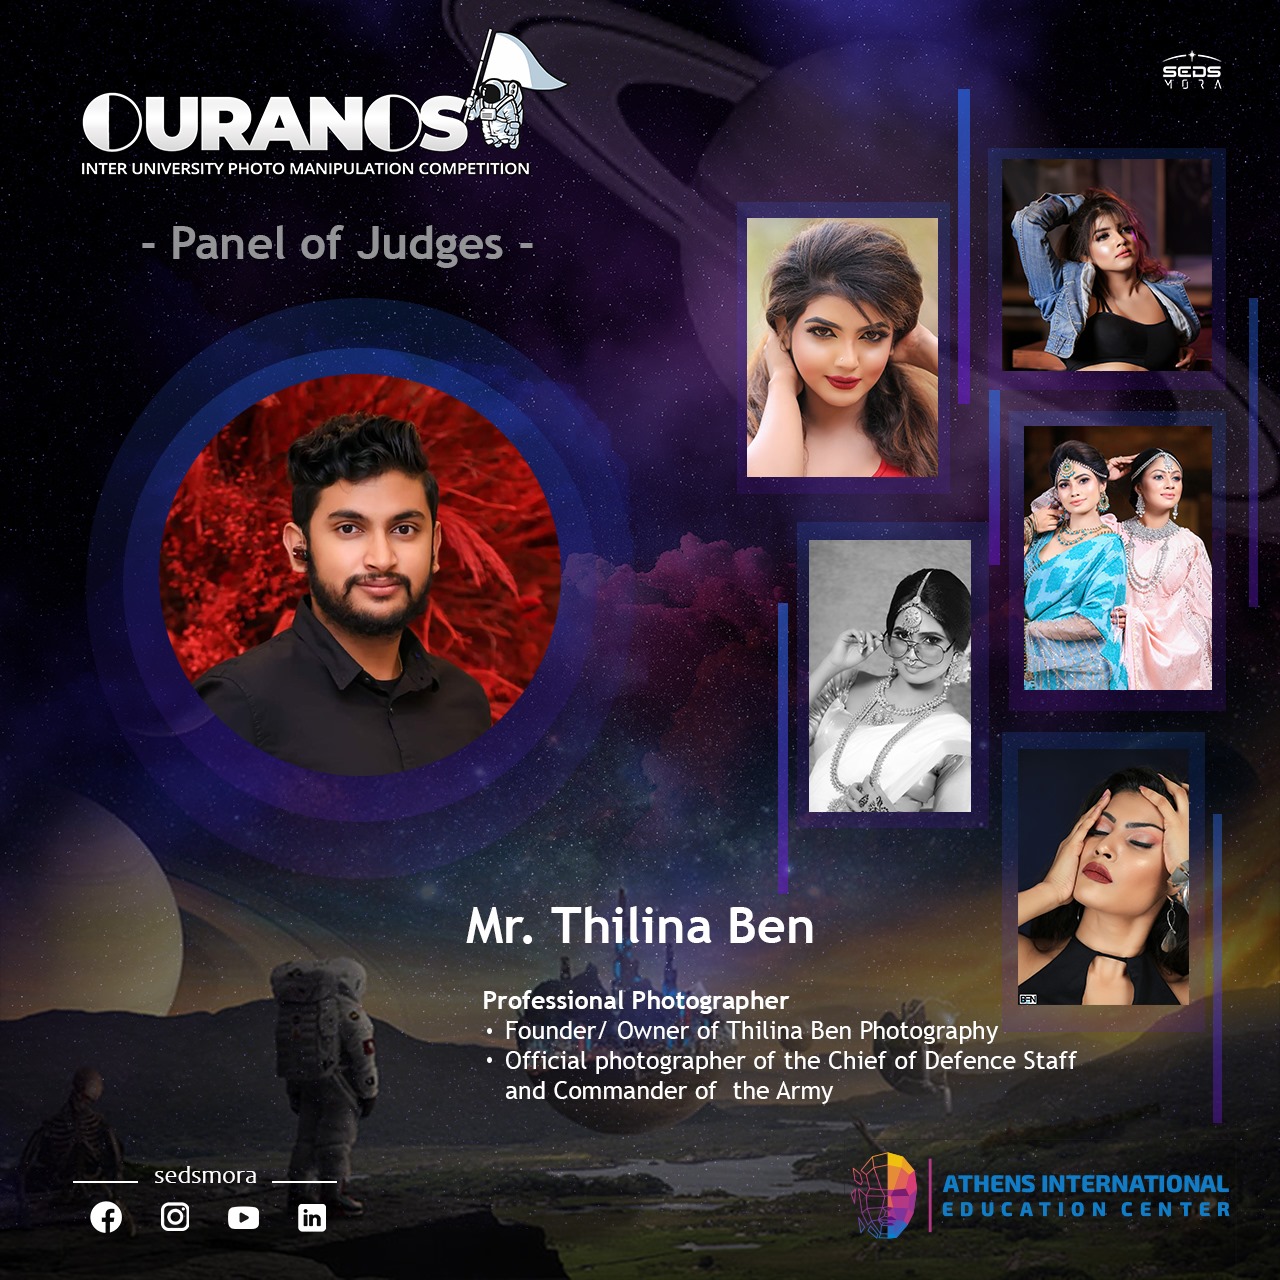 OURANOS
INTER UNIVERSITY PHOTO MANIPULATION COMPETITION
SEDS
MORA
- Panel of Judges -
Mr. Thilina Ben
Professional Photographer
• Founder/ Owner of Thilina Ben Photography
• Official photographer of the Chief of Defence Staff
and Commander of the Army
BEN
sedsmora
ATHENS INTERNATIONAL
EDUCATION CENTER